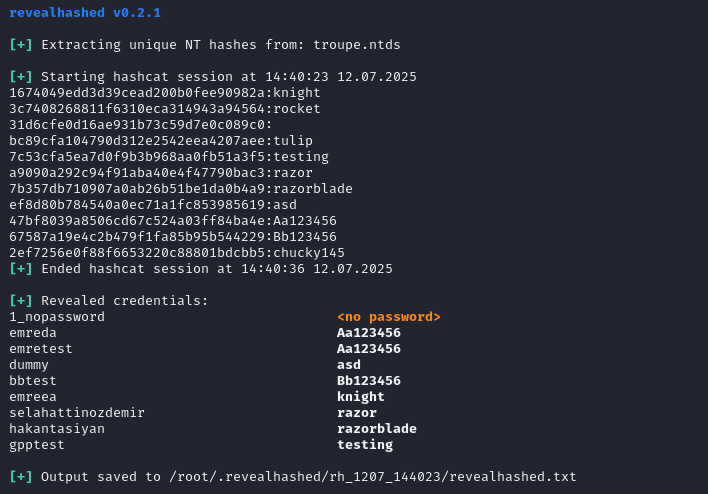 revealhashed v0.2.1
[+] Extracting unique NT hashes from: troupe.ntds
[+] Starting hashcat session at 14:40:23 12.07.2025
1674049edd3d39cead200b0fee90982a:knight
3c7408268811f6310eca314943a94564:rocket
31d6cfe0d16ae931b73c59d7e0c089c0:
bc89cfa104790d312e2542eea4207aee:tulip
7c53cfa5ea7d0f9b3b968aa0fb51a3f5:testing
a9090a292c94f91aba40e4f47790bac3:razor
7b357db710907a0ab26b51be1da0b4a9:razorblade
ef8d80b784540a0ec71a1fc853985619:asd
47bf8039a8506cd67c524a03ff84ba4e:Aa123456
67587a19e4c2b479f1fa85b95b544229:Bb123456
2ef7256e0f88f6653220c88801bdcbb5:chucky145
[+] Ended hashcat session at 14:40:36 12.07.2025
[+] Revealed credentials:
1_nopassword <no password>
emreda Aa123456
emretest Aa123456
dummy asd
bbtest Bb123456
emreea knight
selahattinozdemir razor
hakantasiyan razorblade
gpptest testing
[+] Output saved to /root/.revealhashed/rh_1207_144023/revealhashed.txt